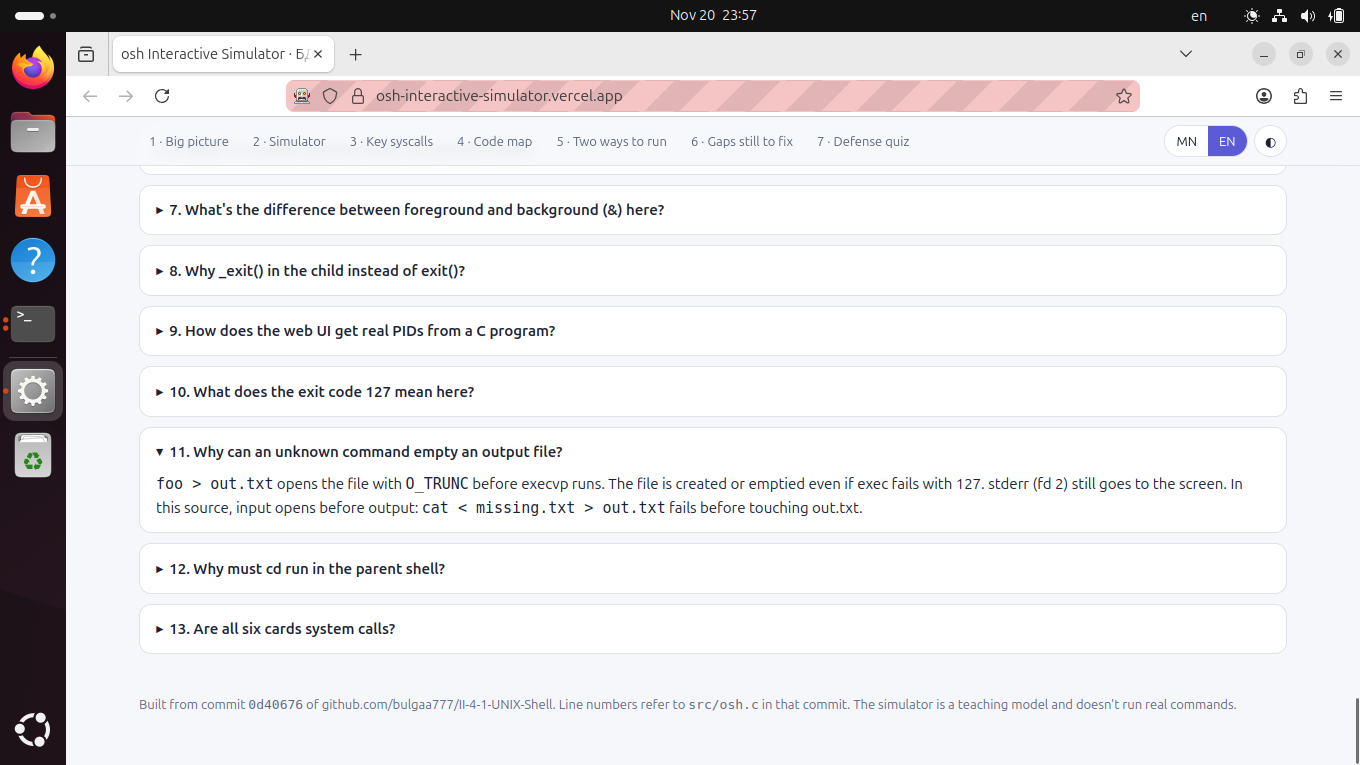 Nov 20 23:57
en
osh Interactive Simulator · Б
osh-interactive-simulator.vercel.app
1 · Big picture 2 · Simulator 3 · Key syscalls 4 · Code map 5 · Two ways to run 6 · Gaps still to fix 7 · Defense quiz MN EN
▸ 7. What's the difference between foreground and background (&) here?
▸ 8. Why _exit() in the child instead of exit()?
▸ 9. How does the web UI get real PIDs from a C program?
▸ 10. What does the exit code 127 mean here?
▾ 11. Why can an unknown command empty an output file?
foo > out.txt opens the file with O_TRUNC before execvp runs. The file is created or emptied even if exec fails with 127. stderr (fd 2) still goes to the screen. In
this source, input opens before output: cat < missing.txt > out.txt fails before touching out.txt.
▸ 12. Why must cd run in the parent shell?
▸ 13. Are all six cards system calls?
Built from commit 0d40676 of github.com/bulgaa777/II-4-1-UNIX-Shell. Line numbers refer to src/osh.c in that commit. The simulator is a teaching model and doesn't run real commands.